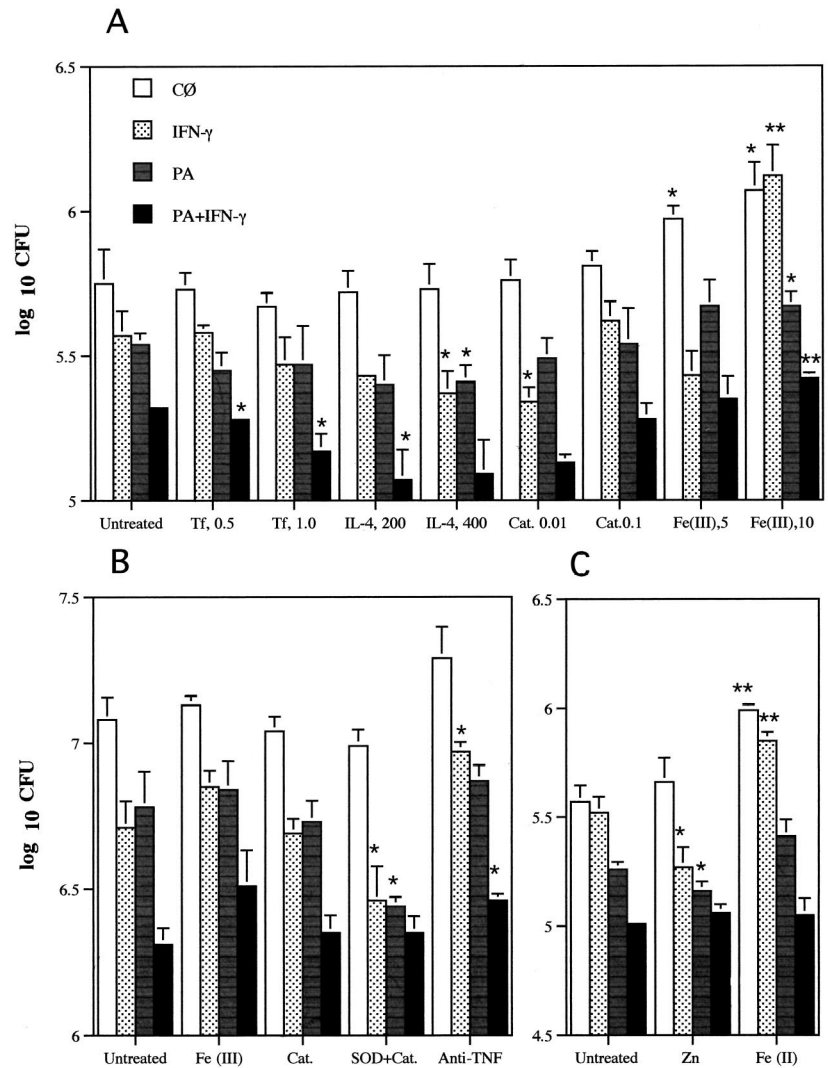 A
6.5
CØ
IFN-γ
PA
PA+IFN-γ
6
5.5
5
log 10 CFU
* ** * * * * * * * * * **
Untreated Tf, 0.5 Tf, 1.0 IL-4, 200 IL-4, 400 Cat. 0.01 Cat.0.1 Fe(III),5 Fe(III),10
B
7.5
7
6.5
6
log 10 CFU
* * * *
Untreated Fe (III) Cat. SOD+Cat. Anti-TNF
C
6.5
6
5.5
5
4.5
** ** * *
Untreated Zn Fe (II)